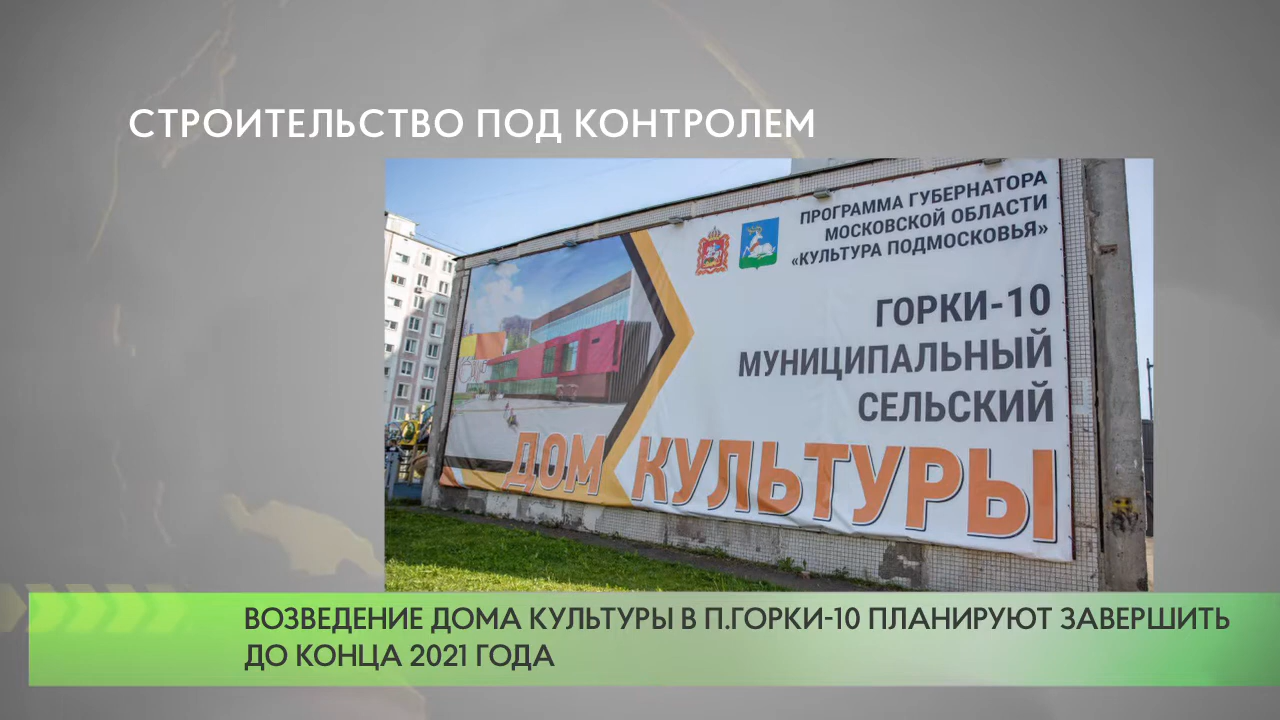 СТРОИТЕЛЬСТВО ПОД КОНТРОЛЕМ
ПРОГРАММА ГУБЕРНАТОРА
МОСКОВСКОЙ ОБЛАСТИ
«КУЛЬТУРА ПОДМОСКОВЬЯ»
ГОРКИ-10
МУНИЦИПАЛЬНЫЙ
СЕЛЬСКИЙ
ДОМ КУЛЬТУРЫ
ВОЗВЕДЕНИЕ ДОМА КУЛЬТУРЫ В П.ГОРКИ-10 ПЛАНИРУЮТ ЗАВЕРШИТЬ
ДО КОНЦА 2021 ГОДА